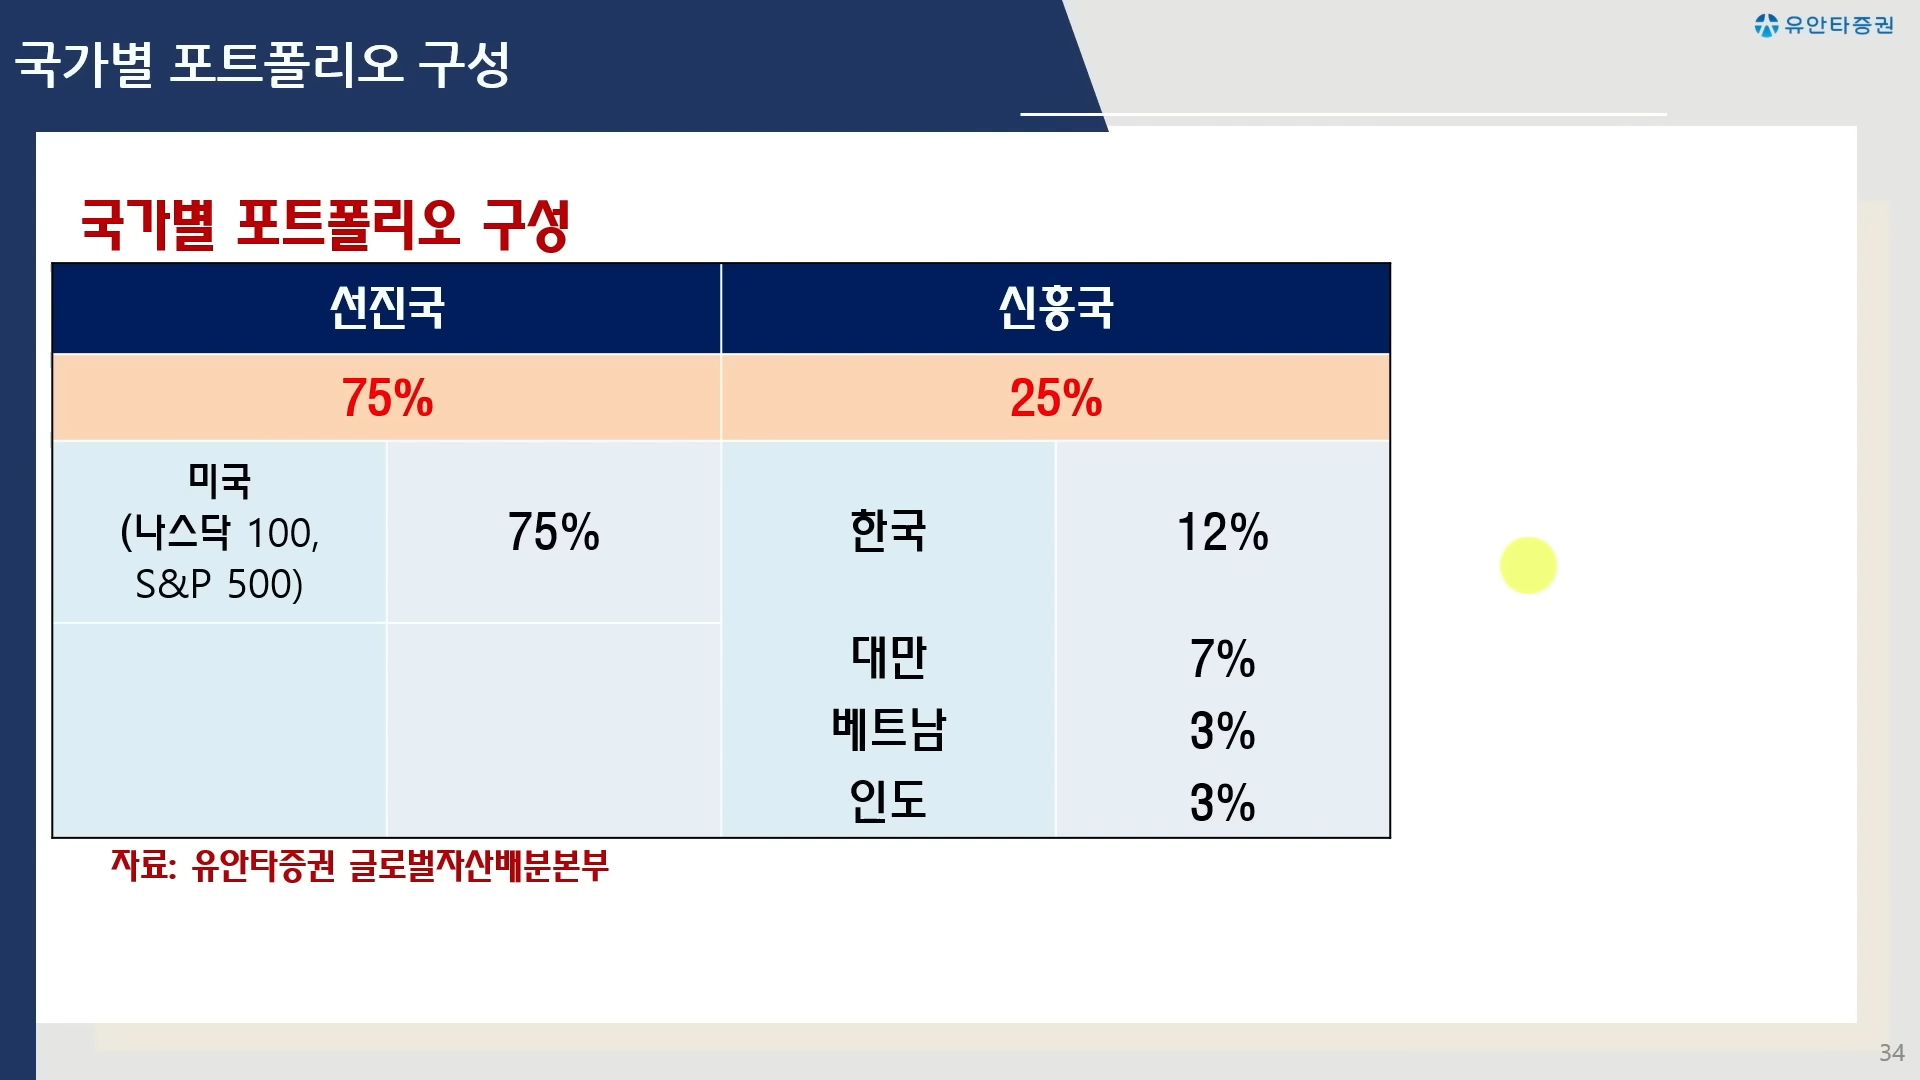 국가별 포트폴리오 구성
유안타증권
국가별 포트폴리오 구성
선진국 신흥국
75% 25%
미국
(나스닥 100,
S&P 500)
75%
한국 12%
대만 7%
베트남 3%
인도 3%
자료: 유안타증권 글로벌자산배분본부
34